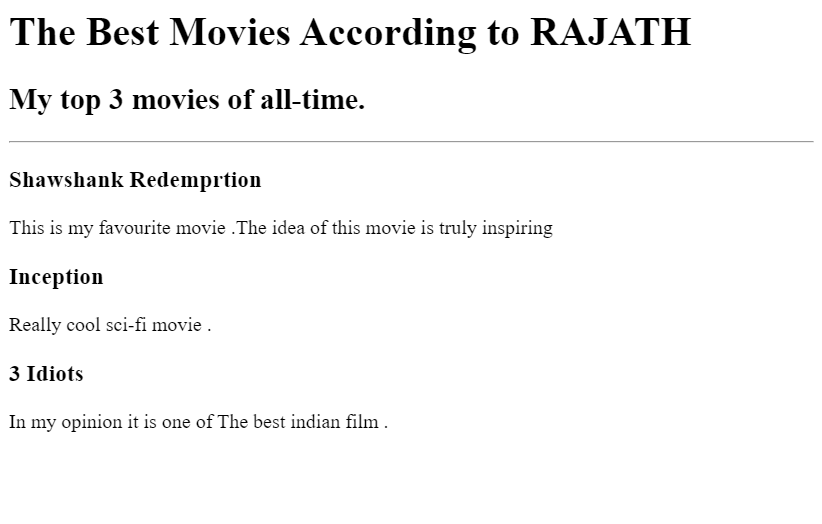 The Best Movies According to RAJATH
My top 3 movies of all-time.
Shawshank Redemprtion
This is my favourite movie .The idea of this movie is truly inspiring
Inception
Really cool sci-fi movie .
3 Idiots
In my opinion it is one of The best indian film .